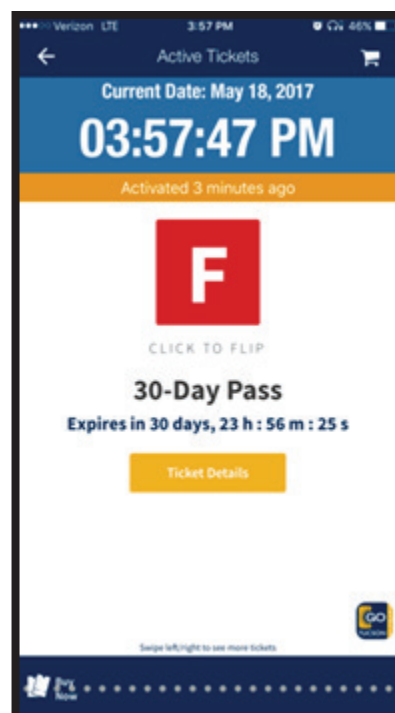 Verizon LTE 3:57 PM 46%
Active Tickets
Current Date: May 18, 2017
03:57:47 PM
Activated 3 minutes ago
F
CLICK TO FLIP
30-Day Pass
Expires in 30 days, 23 h : 56 m : 25 s
Ticket Details
GO
TUCSON
Swipe left/right to see more tickets
Buy
Now